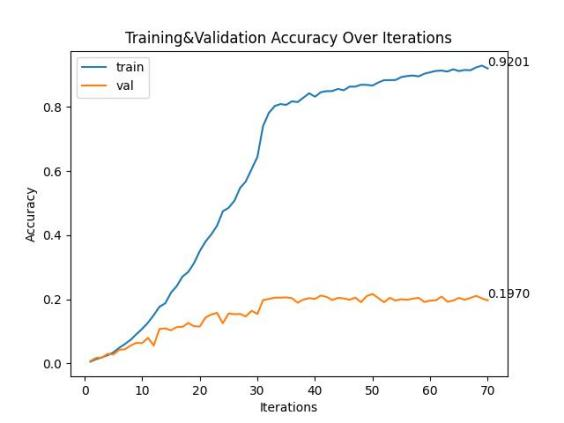 Training&Validation Accuracy Over Iterations
train
val
0.9201
0.1970
Accuracy
0.8
0.6
0.4
0.2
0.0
0 10 20 30 40 50 60 70
Iterations